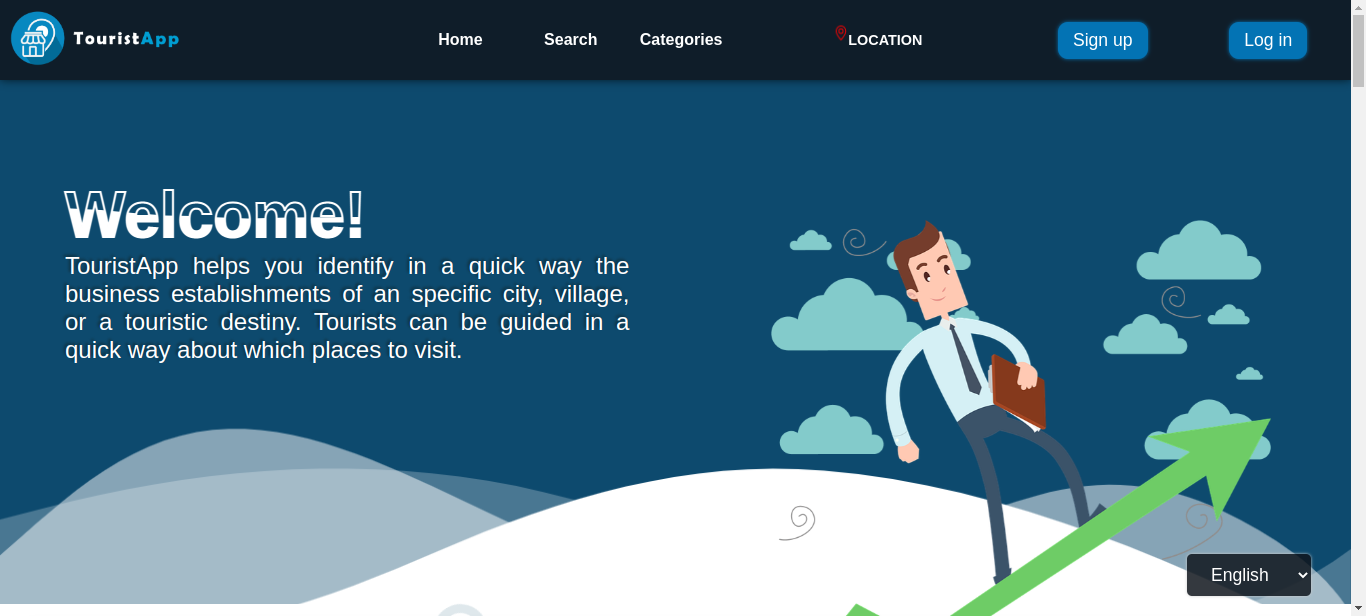 TouristApp
Home
Search
Categories
LOCATION
Sign up
Log in
Welcome!
TouristApp helps you identify in a quick way the
business establishments of an specific city, village,
or a touristic destiny. Tourists can be guided in a
quick way about which places to visit.
English